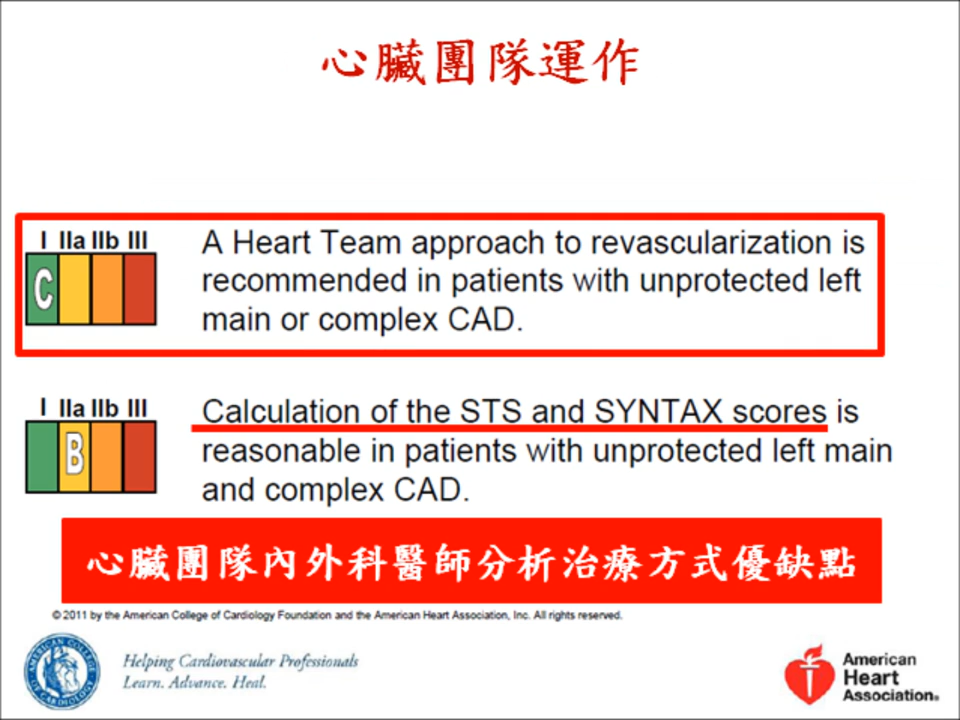 心臟團隊運作
I IIa IIb III
C
A Heart Team approach to revascularization is
recommended in patients with unprotected left
main or complex CAD.
I IIa IIb III
B
Calculation of the STS and SYNTAX scores is
reasonable in patients with unprotected left main
and complex CAD.
心臟團隊內外科醫師分析治療方式優缺點
© 2011 by the American College of Cardiology Foundation and the American Heart Association, Inc. All rights reserved.
AMERICAN COLLEGE OF CARDIOLOGY
Helping Cardiovascular Professionals
Learn. Advance. Heal.
American
Heart
Association®